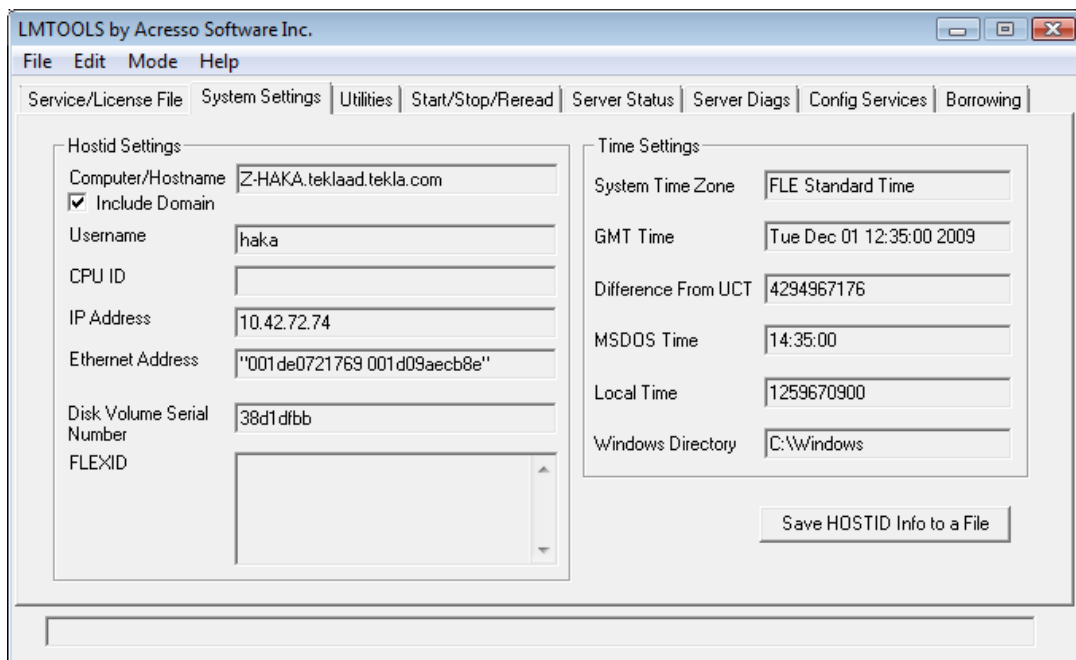 LMTOOLS by Acresso Software Inc.
File Edit Mode Help
Service/License File System Settings Utilities Start/Stop/Reread Server Status Server Diags Config Services Borrowing
Hostid Settings
Computer/Hostname Z-HAKA.teklaad.tekla.com
Include Domain
Username haka
CPU ID
IP Address 10.42.72.74
Ethernet Address "001de0721769 001d09aecb8e"
Disk Volume Serial Number 38d1dfbb
FLEXID
Time Settings
System Time Zone FLE Standard Time
GMT Time Tue Dec 01 12:35:00 2009
Difference From UCT 4294967176
MSDOS Time 14:35:00
Local Time 1259670900
Windows Directory C:\Windows
Save HOSTID Info to a File